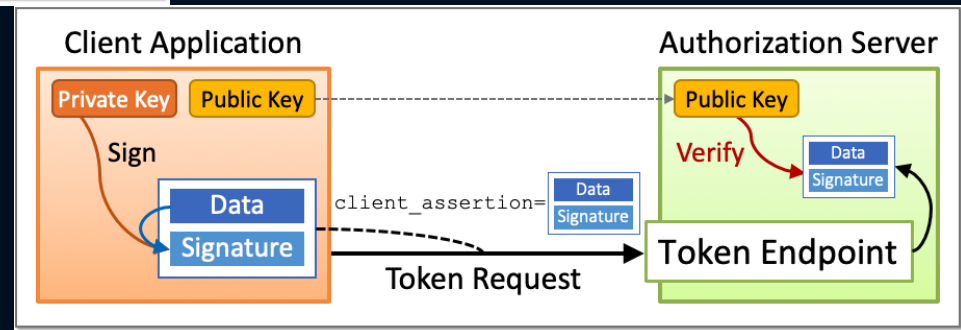 Client Application
Authorization Server
Private Key
Public Key
Public Key
Sign
Verify
Data
Signature
Data
Signature
client_assertion=
Data
Signature
Token Endpoint
Token Request